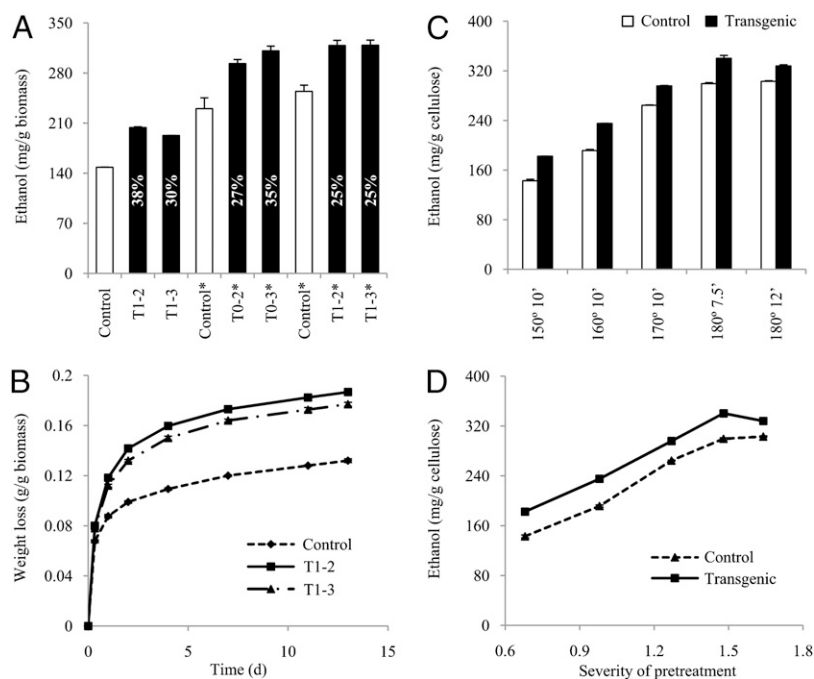 A
Ethanol (mg/g biomass)
350
280
210
140
70
0
38%
30%
27%
35%
25%
25%
Control
T1-2
T1-3
Control*
T0-2*
T0-3*
Control*
T1-2*
T1-3*
B
Weight loss (g/g biomass)
0.2
0.16
0.12
0.08
0.04
0
0
5
10
15
Time (d)
Control
T1-2
T1-3
C
Control
Transgenic
Ethanol (mg/g cellulose)
400
320
240
160
80
0
150º 10’
160º 10’
170º 10’
180º 7.5’
180º 12’
D
Ethanol (mg/g cellulose)
400
320
240
160
80
0
0.6
0.9
1.2
1.5
1.8
Severity of pretreatment
Control
Transgenic